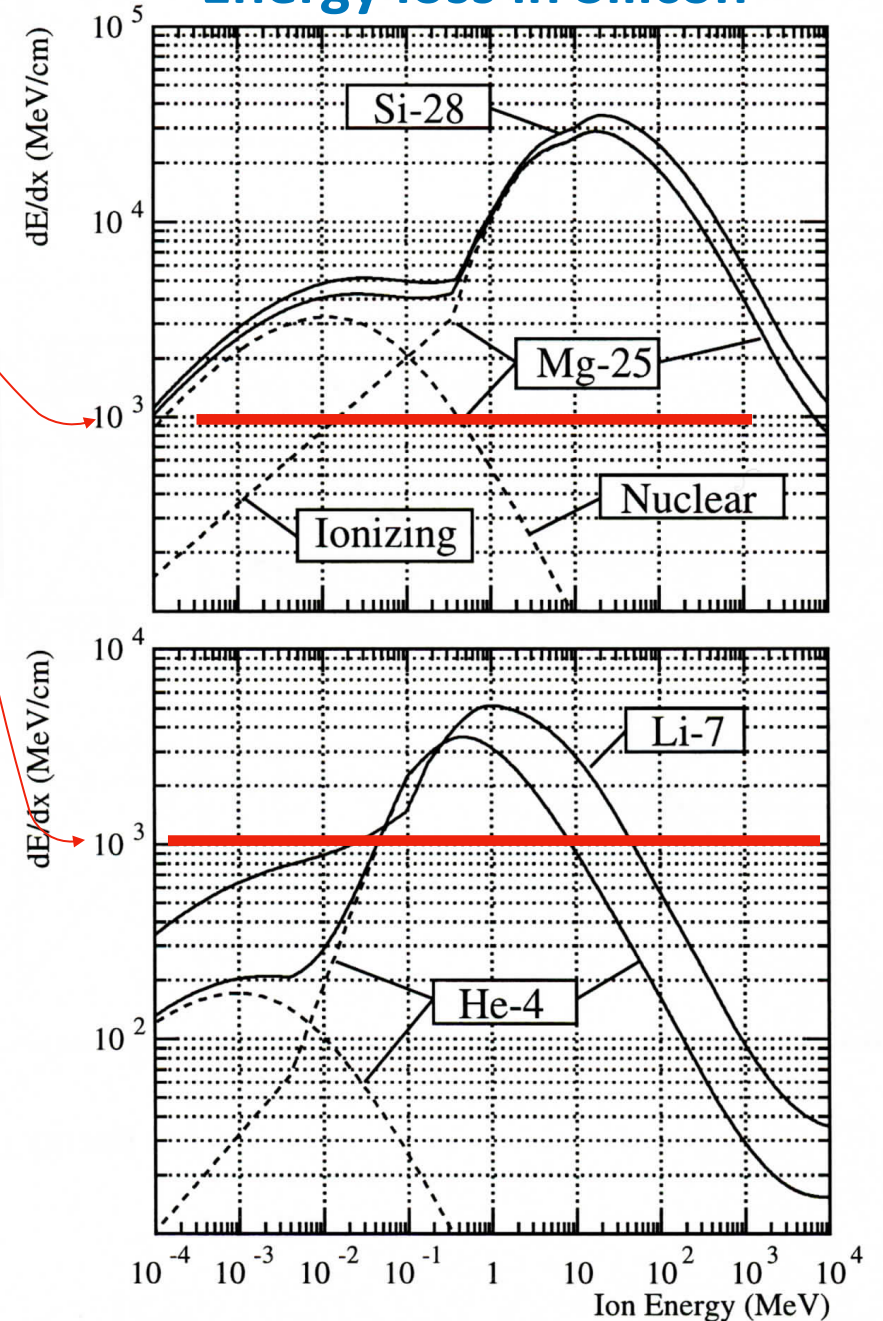 Energy loss in Silicon
10 5
dE/dx (MeV/cm)
Si-28
10 4
Mg-25
10 3
Nuclear
Ionizing
10 4
dE/dx (MeV/cm)
Li-7
10 3
He-4
10 2
10 -4 10 -3 10 -2 10 -1 1 10 10 2 10 3 10 4
Ion Energy (MeV)